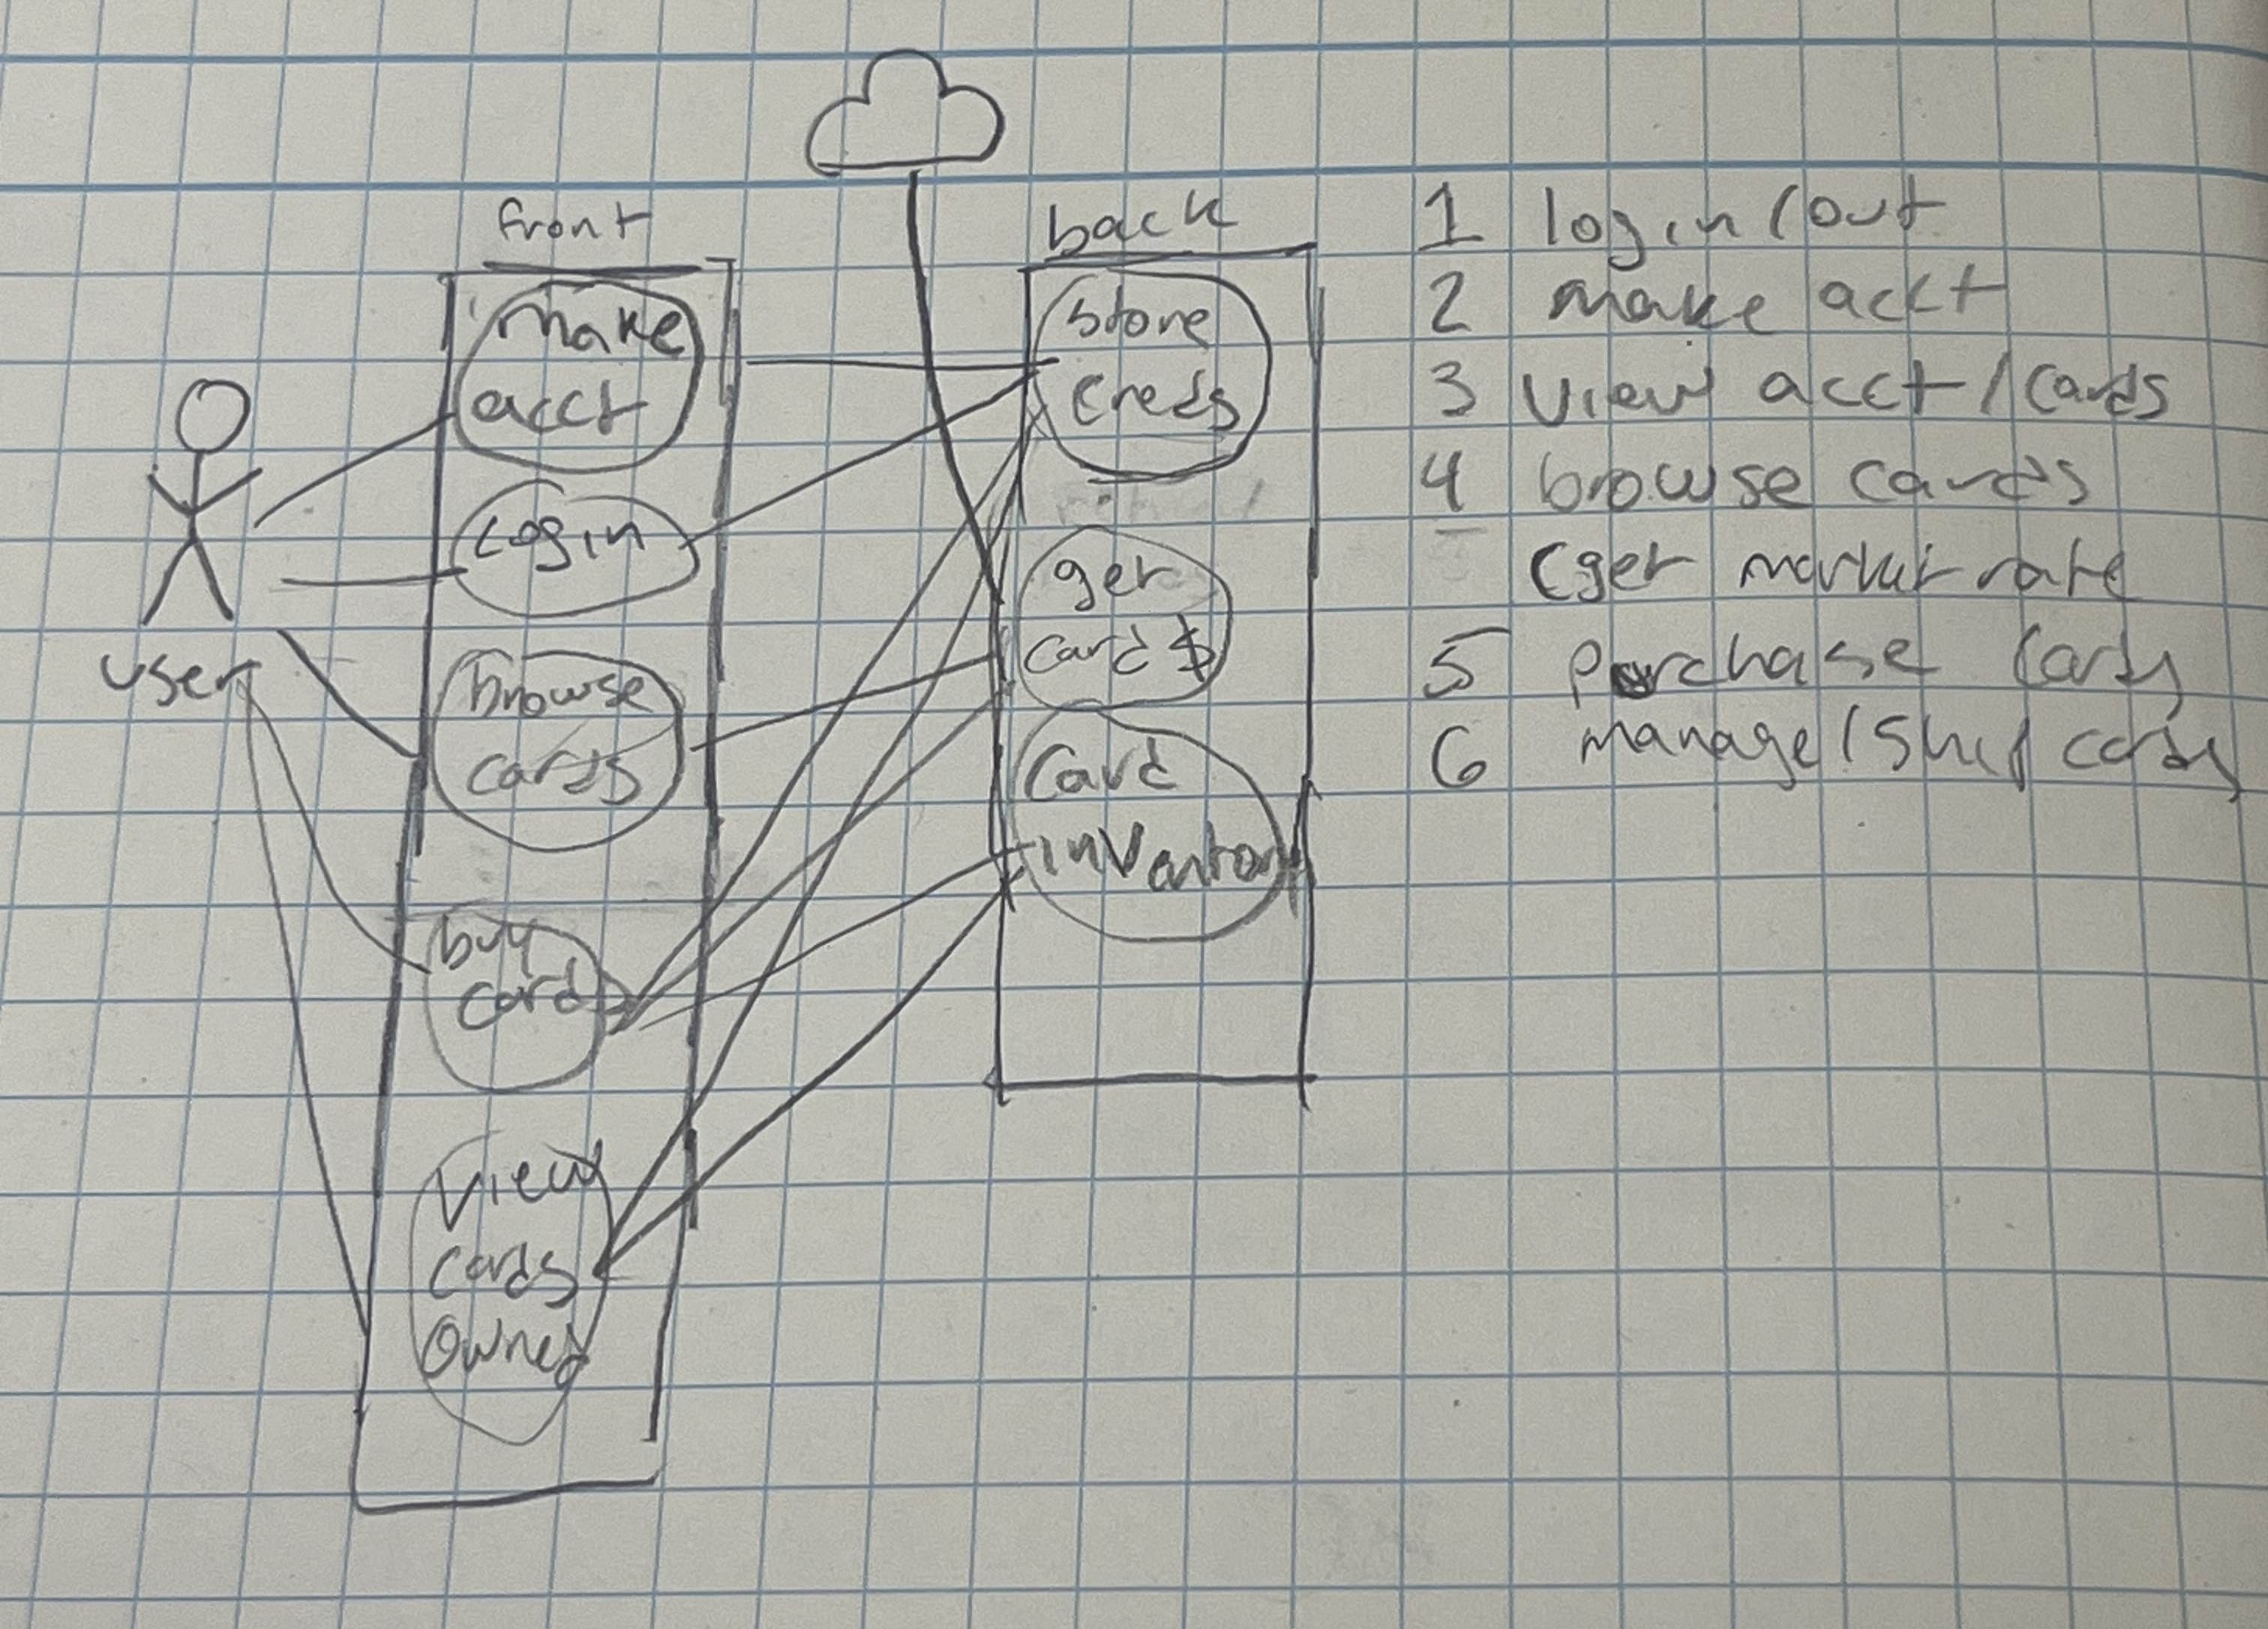 front
make
acct
login
browse
cards
buy
card
view
cards
owned
user
back
store
creds
get
card $
card
inventory
1 login/out
2 make acct
3 view acct/cards
4 browse cards
(get market rate
5 purchase cards
6 manage/ship cards